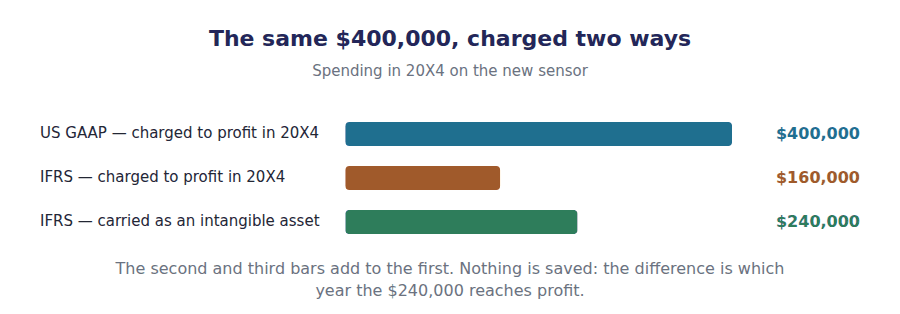 The same $400,000, charged two ways
Spending in 20X4 on the new sensor
US GAAP — charged to profit in 20X4 $400,000
IFRS — charged to profit in 20X4 $160,000
IFRS — carried as an intangible asset $240,000
The second and third bars add to the first. Nothing is saved: the difference is which
year the $240,000 reaches profit.